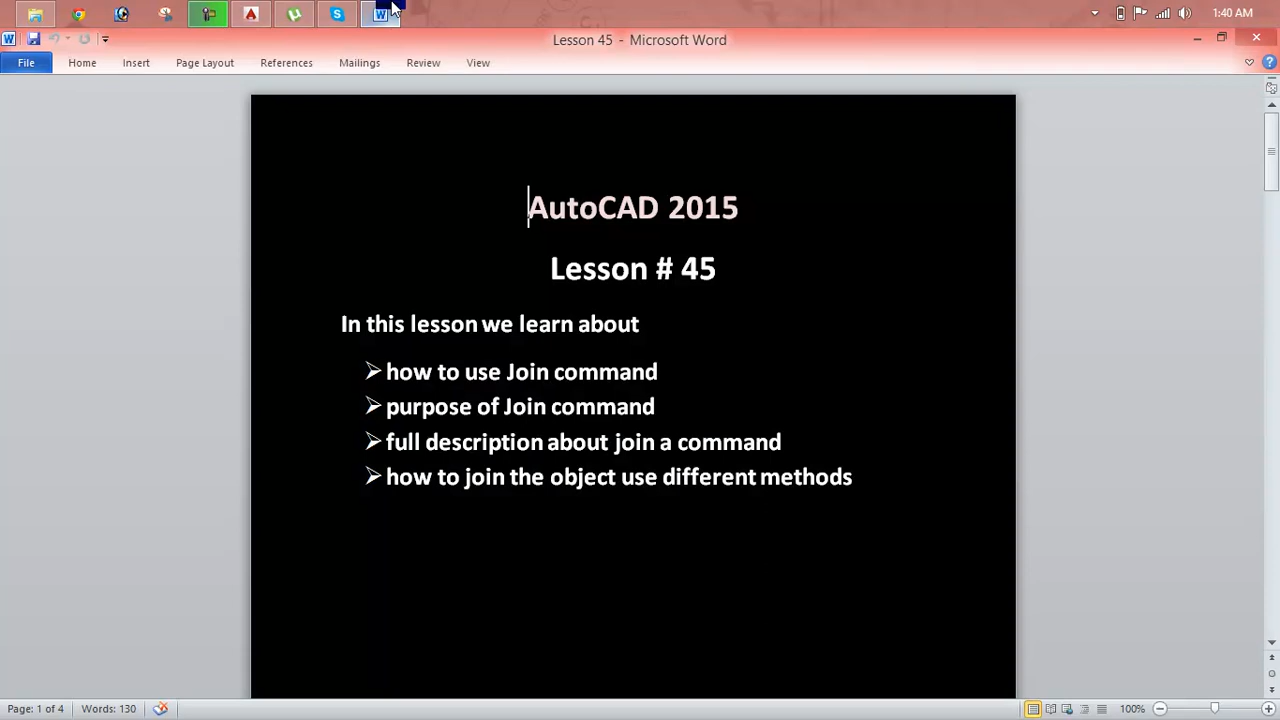 1:40 AM
Lesson 45 - Microsoft Word
File Home Insert Page Layout References Mailings Review View
AutoCAD 2015
Lesson # 45
In this lesson we learn about
how to use Join command
purpose of Join command
full description about join a command
how to join the object use different methods
Page: 1 of 4 Words: 130 100%